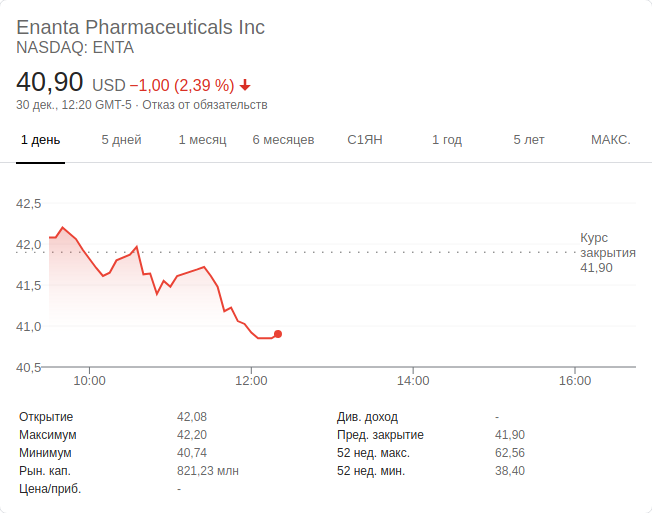 Enanta Pharmaceuticals Inc
NASDAQ: ENTA
40,90 USD −1,00 (2,39 %)
30 дек., 12:20 GMT-5 · Отказ от обязательств
1 день 5 дней 1 месяц 6 месяцев С1ЯН 1 год 5 лет МАКС.
42,5
42,0
41,5
41,0
40,5
Курс
закрытия
41,90
10:00 12:00 14:00 16:00
Открытие 42,08 Див. доход -
Максимум 42,20 Пред. закрытие 41,90
Минимум 40,74 52 нед. макс. 62,56
Рын. кап. 821,23 млн 52 нед. мин. 38,40
Цена/приб. -